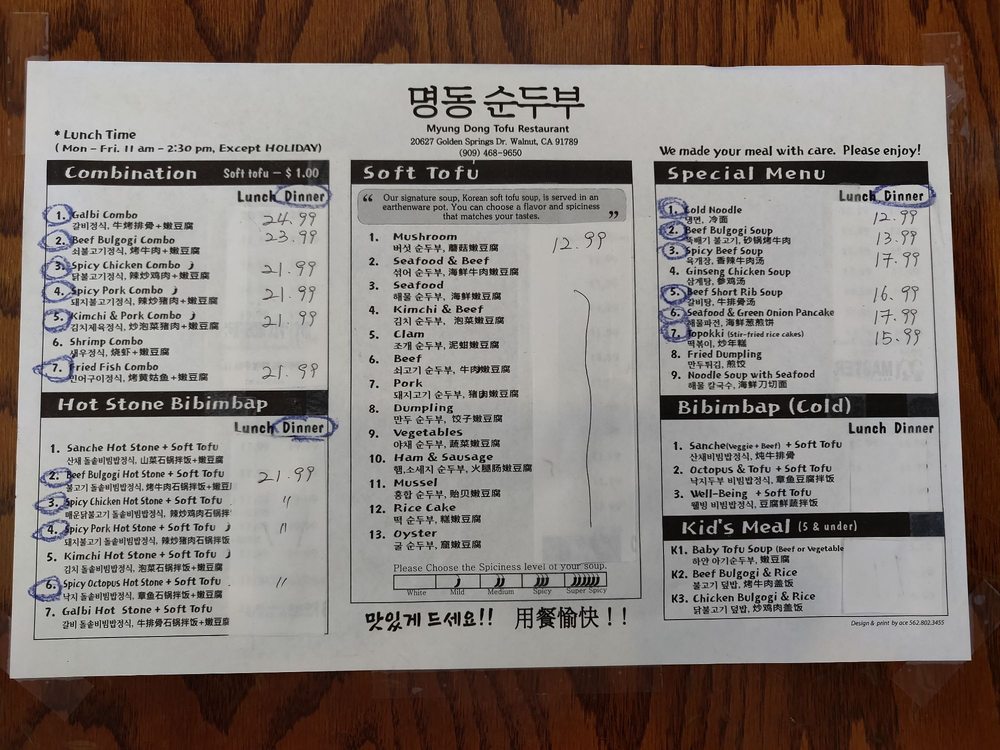 명동 순두부
Myung Dong Tofu Restaurant
20627 Golden Springs Dr. Walnut, CA 91789
(909) 468-9650
* Lunch Time
(Mon - Fri. 11 am - 2:30 pm, Except HOLIDAY)
We made your meal with care. Please enjoy!
Combination Soft tofu - $ 1.00
Lunch Dinner
1. Galbi Combo 24.99
갈비정식, 牛烤排骨+嫩豆腐
2. Beef Bulgogi Combo 23.99
쇠불고기정식, 烤牛肉+嫩豆腐
3. Spicy Chicken Combo 21.99
닭불고기정식, 辣炒鸡肉+嫩豆腐
4. Spicy Pork Combo 21.99
돼지불고기정식, 辣炒猪肉+嫩豆腐
5. Kimchi & Pork Combo 21.99
김치제육정식, 炒泡菜猪肉+嫩豆腐
6. Shrimp Combo
새우정식, 烧虾+嫩豆腐
7. Fried Fish Combo 21.99
민어구이정식, 烤黄姑鱼+嫩豆腐
Hot Stone Bibimbap
Lunch Dinner
1. Sanche Hot Stone + Soft Tofu
산채 돌솥비빔밥정식, 山菜石锅拌饭+嫩豆腐
2. Beef Bulgogi Hot Stone + Soft Tofu 21.99
불고기 돌솥비빔밥정식, 烤牛肉石锅拌饭+嫩豆
3. Spicy Chicken Hot Stone + Soft Tofu "
매운닭불고기 돌솥비빔밥정식, 辣炒鸡肉石锅拌
4. Spicy Pork Hot Stone + Soft Tofu "
돼지불고기 돌솥비빔밥정식, 辣炒猪肉石锅拌饭
5. Kimchi Hot Stone + Soft Tofu
김치 돌솥비빔밥정식, 泡菜石锅拌饭+嫩豆腐
6. Spicy Octopus Hot Stone + Soft Tofu "
낙지 돌솥비빔밥정식, 章鱼石锅拌饭+嫩豆腐
7. Galbi Hot Stone + Soft Tofu
갈비 돌솥비빔밥정식, 牛排骨石锅拌饭+嫩豆
Soft Tofu
“ Our signature soup, Korean soft tofu soup, is served in an
earthenware pot. You can choose a flavor and spiciness
that matches your tastes. ”
1. Mushroom 12.99
버섯 순두부, 蘑菇嫩豆腐
2. Seafood & Beef
섞어 순두부, 海鲜牛肉嫩豆腐
3. Seafood
해물 순두부, 海鲜嫩豆腐
4. Kimchi & Beef
김치 순두부, 泡菜嫩豆腐
5. Clam
조개 순두부, 泥蚶嫩豆腐
6. Beef
쇠고기 순두부, 牛肉嫩豆腐
7. Pork
돼지고기 순두부, 猪肉嫩豆腐
8. Dumpling
만두 순두부, 饺子嫩豆腐
9. Vegetables
야채 순두부, 蔬菜嫩豆腐
10. Ham & Sausage
햄,소세지 순두부, 火腿肠嫩豆腐
11. Mussel
홍합 순두부, 贻贝嫩豆腐
12. Rice Cake
떡 순두부, 糕嫩豆腐
13. Oyster
굴 순두부, 窟嫩豆腐
Please Choose the Spiciness level of your soup.
White Mild Medium Spicy Super Spicy
맛있게 드세요!! 用餐愉快!!
Special Menu
Lunch Dinner
1. Cold Noodle 12.99
냉면, 冷面
2. Beef Bulgogi Soup 13.99
뚝배기 불고기, 砂锅烤牛肉
3. Spicy Beef Soup 17.99
육개장, 香辣牛肉汤
4. Ginseng Chicken Soup
삼계탕, 参鸡汤
5. Beef Short Rib Soup 16.99
갈비탕, 牛排骨汤
6. Seafood & Green Onion Pancake 17.99
해물파전, 海鲜葱煎饼
7. Topokki (Stir-fried rice cakes) 15.99
떡볶이, 炒年糕
8. Fried Dumpling
만두튀김, 煎饺
9. Noodle Soup with Seafood
해물 칼국수, 海鲜刀切面
Bibimbap (Cold)
Lunch Dinner
1. Sanche(Veggie + Beef) + Soft Tofu
산채비빔밥정식, 炖牛排骨
2. Octopus & Tofu + Soft Tofu
낙지두부 비빔밥정식, 章鱼豆腐拌饭
3. Well-Being + Soft Tofu
웰빙 비빔밥정식, 豆腐鲜蔬拌饭
Kid's Meal (5 & under)
K1. Baby Tofu Soup (Beef or Vegetable
하얀 아기순두부, 嫩豆腐
K2. Beef Bulgogi & Rice
불고기 덮밥, 烤牛肉盖饭
K3. Chicken Bulgogi & Rice
닭불고기 덮밥, 炒鸡肉盖饭
Design & print by ace 562.802.3455